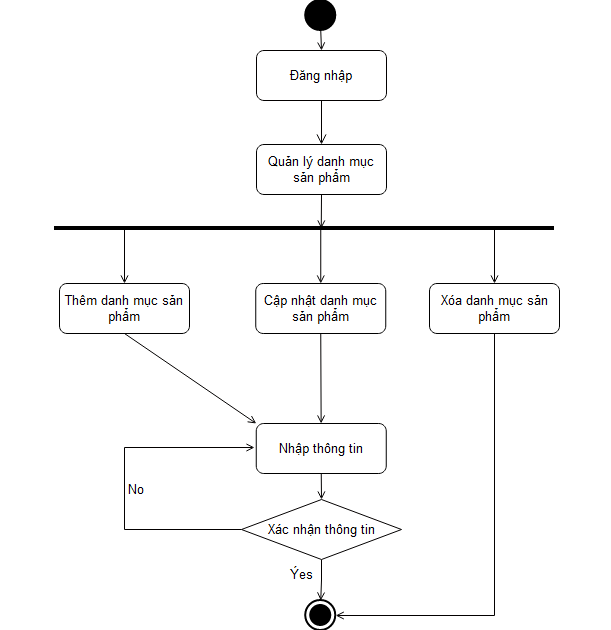 Đăng nhập
Quản lý danh mục
sản phẩm
Thêm danh mục sản
phẩm
Cập nhật danh mục
sản phẩm
Xóa danh mục sản
phẩm
Nhập thông tin
No
Xác nhận thông tin
Ýes